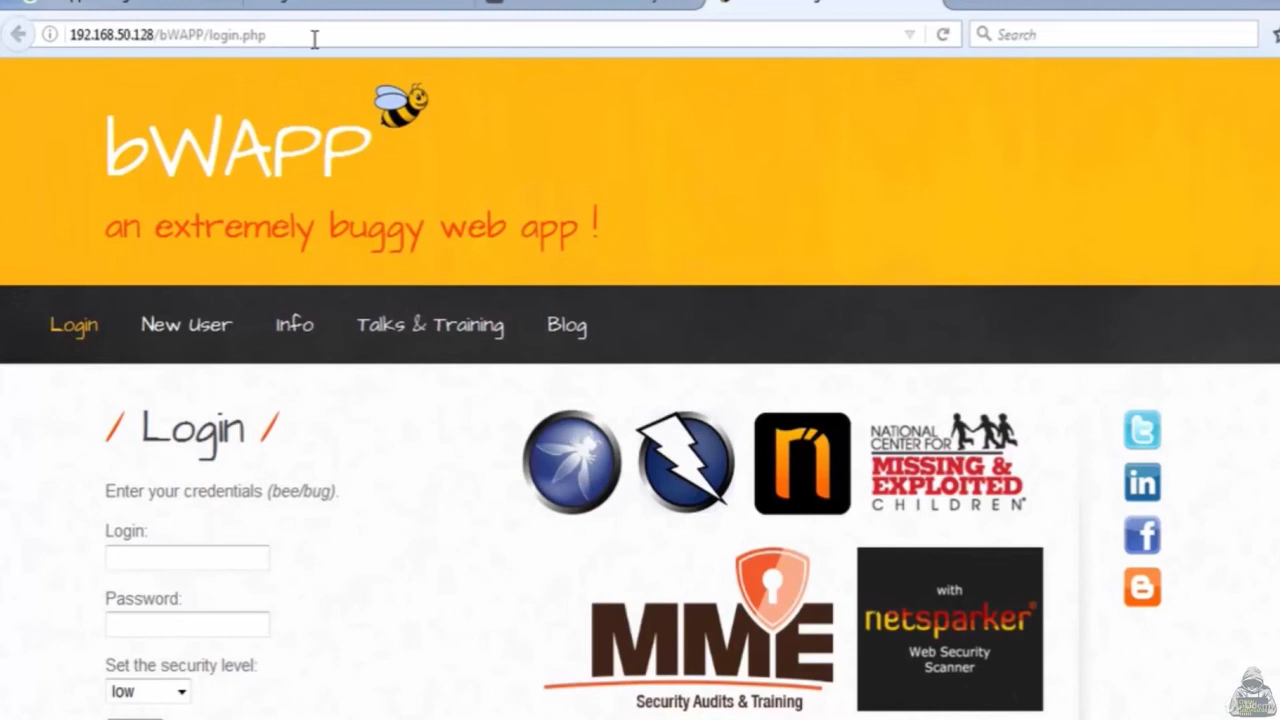 192.168.50.128/bWAPP/login.php
Search
bWAPP
an extremely buggy web app !
Login
New User
Info
Talks & Training
Blog
/ Login /
Enter your credentials (bee/bug).
Login:
Password:
Set the security level:
low
n
NATIONAL
CENTER FOR
MISSING &
EXPLOITED
CHILDREN®
MME
Security Audits & Training
with
netsparker®
Web Security
Scanner
t
in
f
B
Udemy